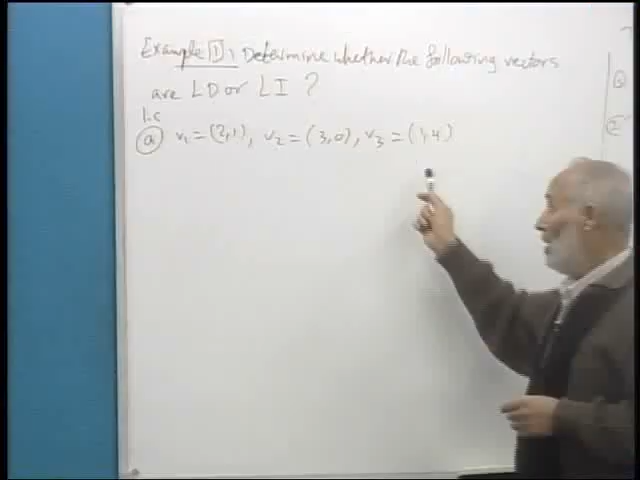 Example 1: Determine whether the following vectors
are LD or LI ?
l.c
a v₁ = (2,1), v₂ = (3,0), v₃ = (1,4)
2